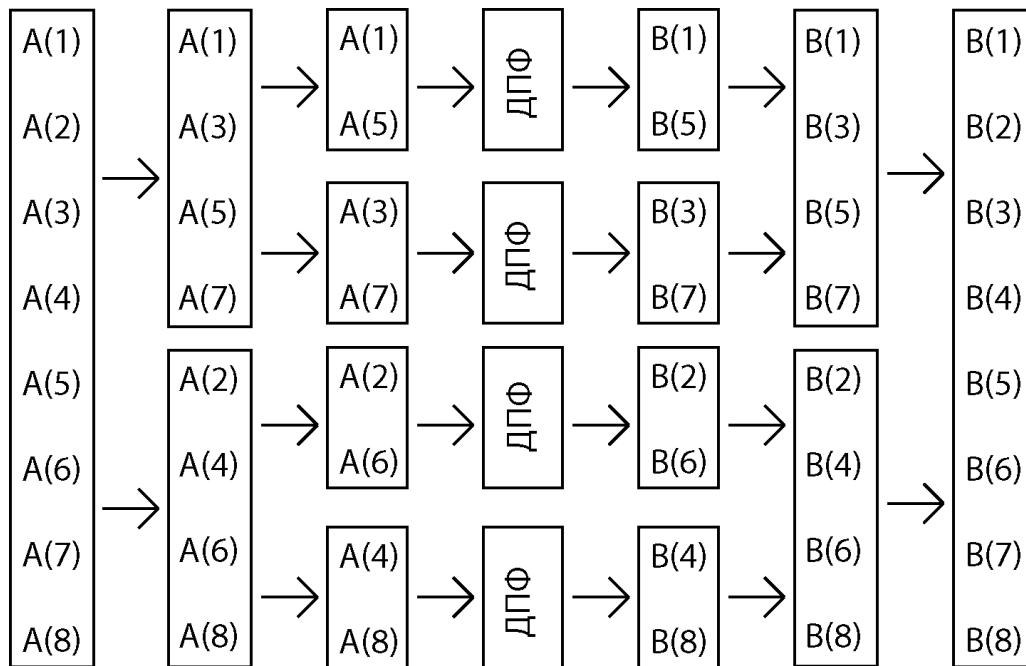 A(1) A(1) A(1) ДПФ B(1) B(1) B(1)
A(2) A(3) A(5) B(5) B(3) B(2)
A(3) A(5) A(3) ДПФ B(3) B(5) B(3)
A(4) A(7) A(7) B(7) B(7) B(4)
A(5) A(2) A(2) ДПФ B(2) B(2) B(5)
A(6) A(4) A(6) B(6) B(4) B(6)
A(7) A(6) A(4) ДПФ B(4) B(6) B(7)
A(8) A(8) A(8) B(8) B(8) B(8)